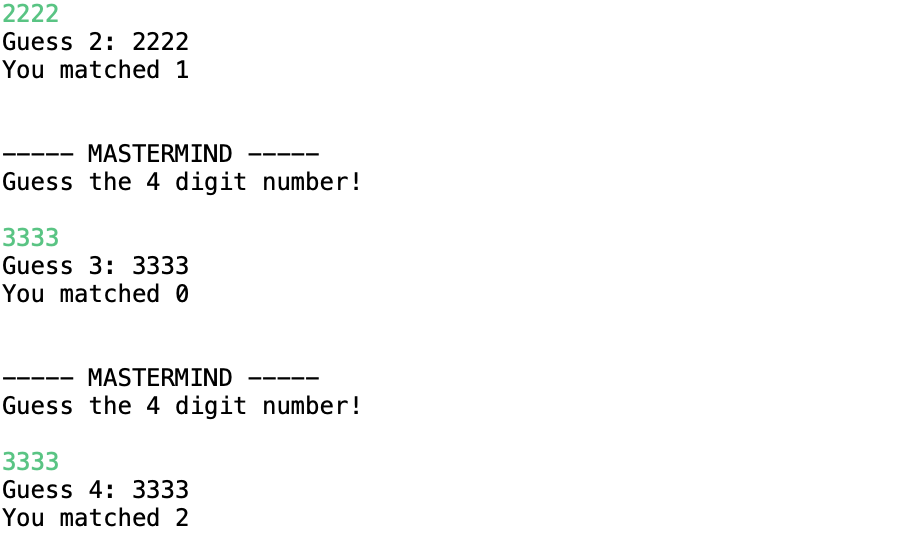 2222
Guess 2: 2222
You matched 1
----- MASTERMIND -----
Guess the 4 digit number!
3333
Guess 3: 3333
You matched 0
----- MASTERMIND -----
Guess the 4 digit number!
3333
Guess 4: 3333
You matched 2